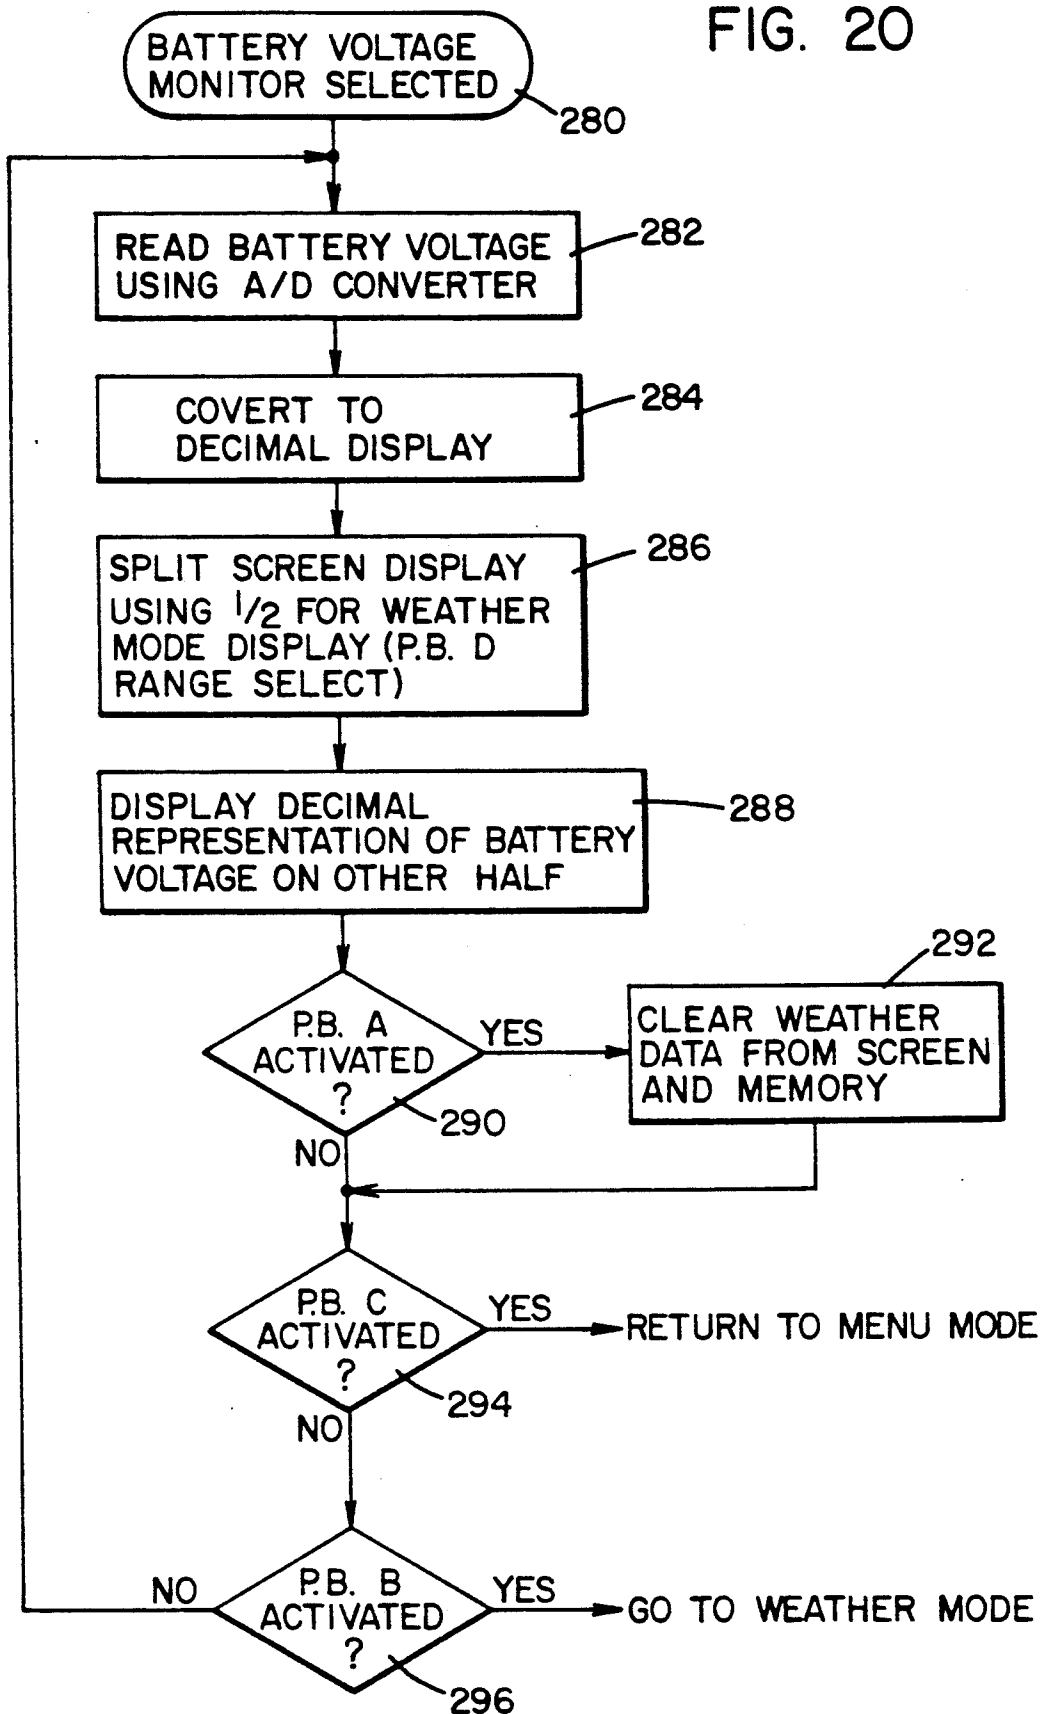 FIG. 20
BATTERY VOLTAGE
MONITOR SELECTED
280
READ BATTERY VOLTAGE
USING A/D CONVERTER
282
COVERT TO
DECIMAL DISPLAY
284
SPLIT SCREEN DISPLAY
USING 1/2 FOR WEATHER
MODE DISPLAY (P.B. D
RANGE SELECT)
286
DISPLAY DECIMAL
REPRESENTATION OF BATTERY
VOLTAGE ON OTHER HALF
288
P.B. A
ACTIVATED
?
290
YES
NO
292
CLEAR WEATHER
DATA FROM SCREEN
AND MEMORY
P.B. C
ACTIVATED
?
294
YES
RETURN TO MENU MODE
NO
P.B. B
ACTIVATED
?
296
NO
YES
GO TO WEATHER MODE